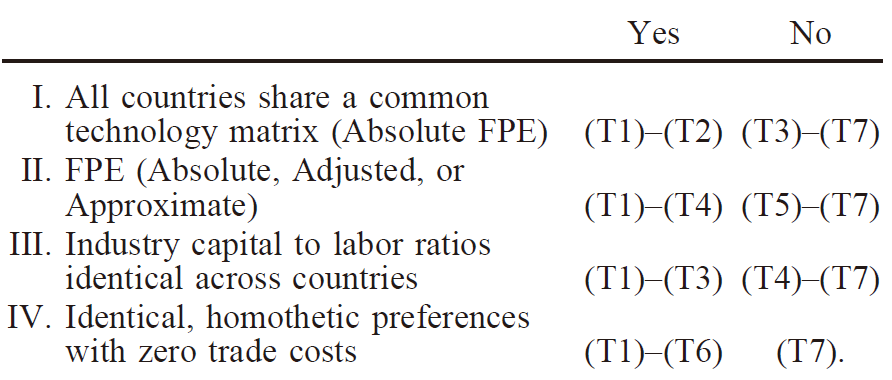 Yes No
I. All countries share a common
technology matrix (Absolute FPE) (T1)–(T2) (T3)–(T7)
II. FPE (Absolute, Adjusted, or
Approximate) (T1)–(T4) (T5)–(T7)
III. Industry capital to labor ratios
identical across countries (T1)–(T3) (T4)–(T7)
IV. Identical, homothetic preferences
with zero trade costs (T1)–(T6) (T7).